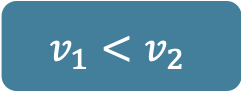 v₁ < v₂